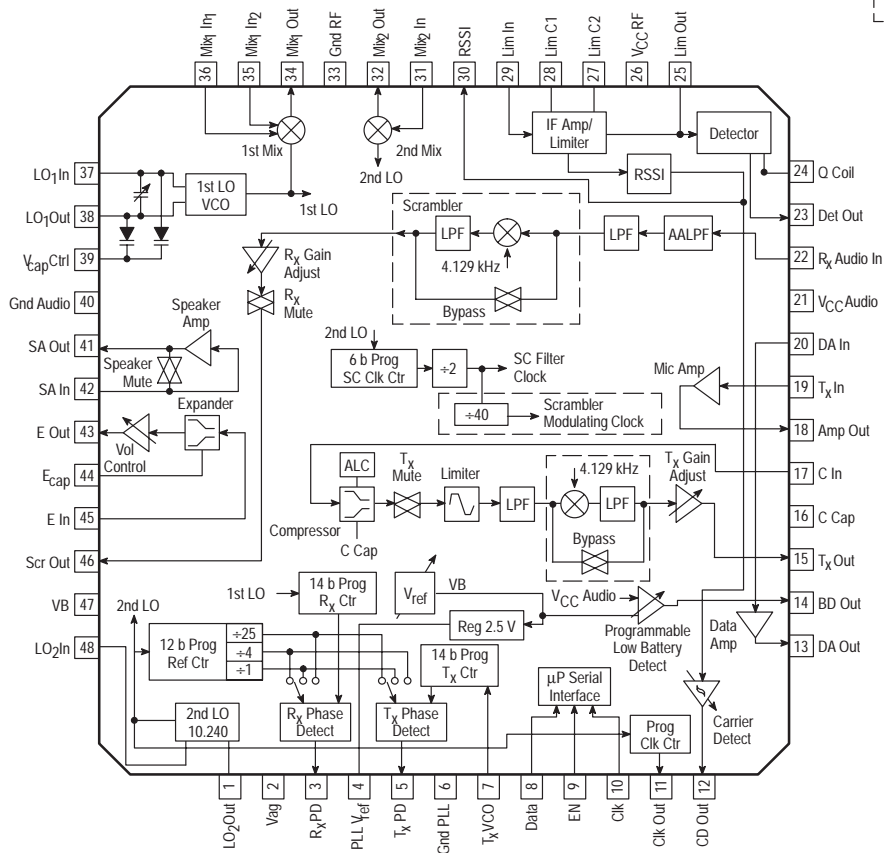 Mix1 In1
Mix1 In2
Mix1 Out
Gnd RF
Mix2 Out
Mix2 In
RSSI
Lim In
Lim C1
Lim C2
VCC RF
Lim Out
36
35
34
33
32
31
30
29
28
27
26
25
1st Mix
2nd Mix
2nd LO
IF Amp/
Limiter
Detector
RSSI
LO1In
37
LO1Out
38
VcapCtrl
39
Gnd Audio
40
SA Out
41
SA In
42
E Out
43
Ecap
44
E In
45
Scr Out
46
VB
47
LO2In
48
1st LO
VCO
1st LO
24
Q Coil
23
Det Out
22
RX Audio In
21
VCC Audio
20
DA In
19
TX In
18
Amp Out
17
C In
16
C Cap
15
TX Out
14
BD Out
13
DA Out
Scrambler
LPF
4.129 kHz
Bypass
LPF
AALPF
RX Gain
Adjust
RX
Mute
Speaker
Amp
Speaker
Mute
Expander
Vol
Control
2nd LO
6 b Prog
SC Clk Ctr
÷2
SC Filter
Clock
÷40
Scrambler
Modulating Clock
Mic Amp
ALC
Compressor
C Cap
TX
Mute
Limiter
LPF
4.129 kHz
LPF
Bypass
TX Gain
Adjust
1st LO
14 b Prog
RX Ctr
Vref
VB
VCC Audio
Programmable
Low Battery
Detect
Data
Amp
Reg 2.5 V
2nd LO
12 b Prog
Ref Ctr
÷25
÷4
÷1
14 b Prog
TX Ctr
µP Serial
Interface
2nd LO
10.240
RX Phase
Detect
TX Phase
Detect
Prog
Clk Ctr
Carrier
Detect
1
2
3
4
5
6
7
8
9
10
11
12
LO2Out
Vag
RXPD
PLL Vref
TX PD
Gnd PLL
TXVCO
Data
EN
Clk
Clk Out
CD Out